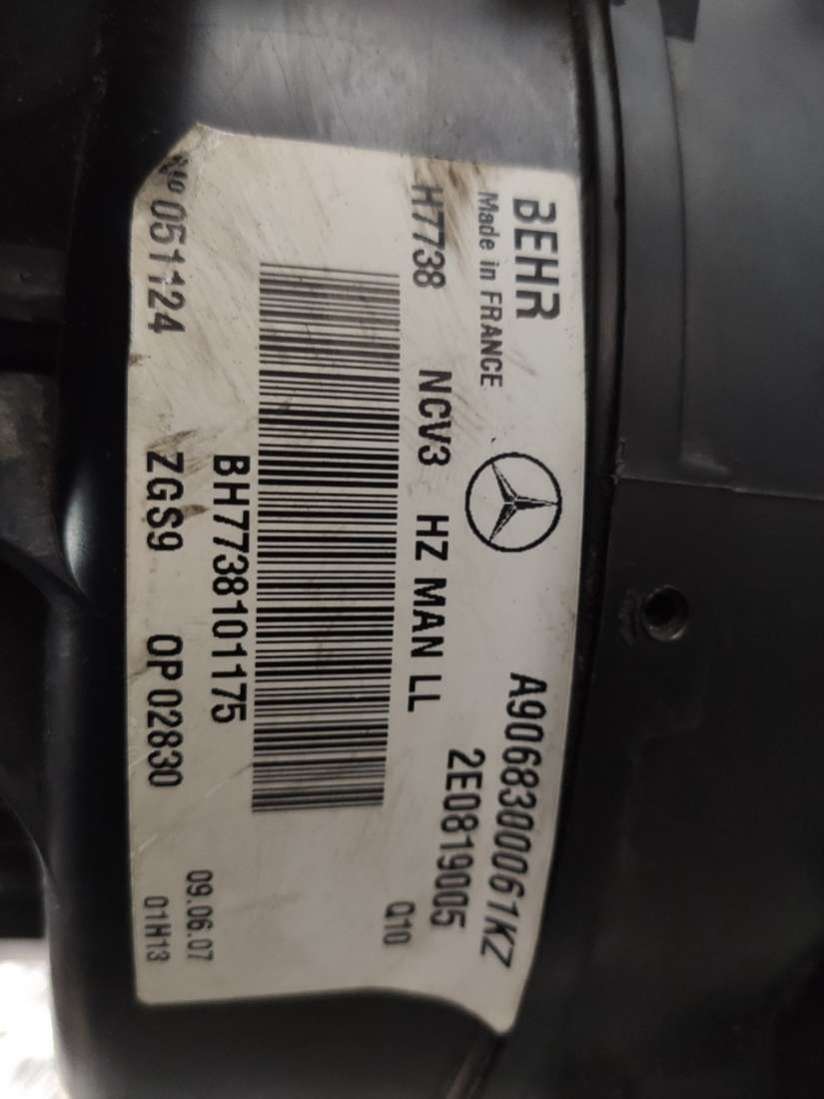 BEHR A9068300061KZ
Made in FRANCE 2E0819005
H7738 NCV3 HZ MAN LL Q10
BH7738101175
09.06.07
N° 051124 ZGS9 OP 02830 01H13